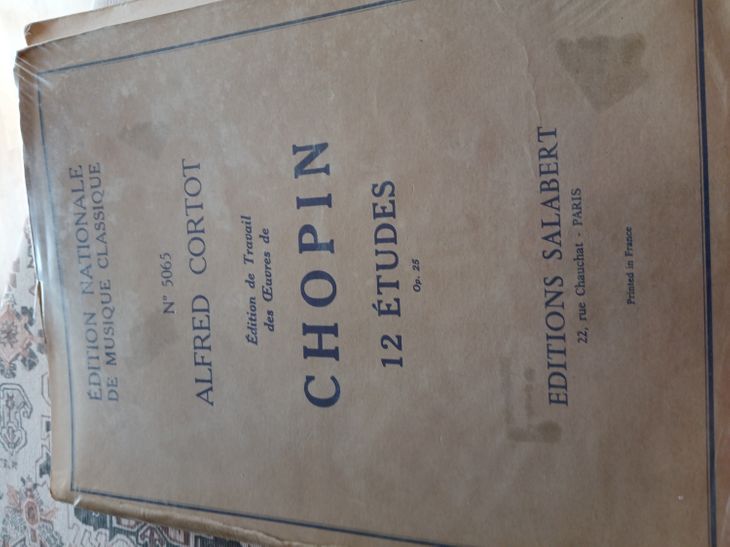 ÉDITION NATIONALE
DE MUSIQUE CLASSIQUE
N° 5065
ALFRED CORTOT
Édition de Travail
des Œuvres de
CHOPIN
12 ÉTUDES
Op. 25
EDITIONS SALABERT
22, rue Chauchat - PARIS
Printed in France